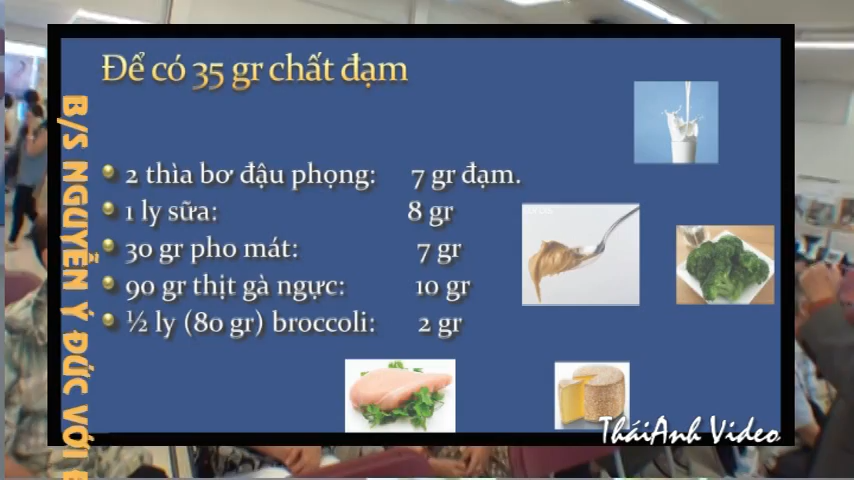 Để có 35 gr chất đạm
2 thìa bơ đậu phọng: 7 gr đạm.
1 ly sữa: 8 gr
30 gr pho mát: 7 gr
90 gr thịt gà ngực: 10 gr
½ ly (80 gr) broccoli: 2 gr
B/S NGUYỄN Ý ĐỨC VỚI
TháiAnh Video